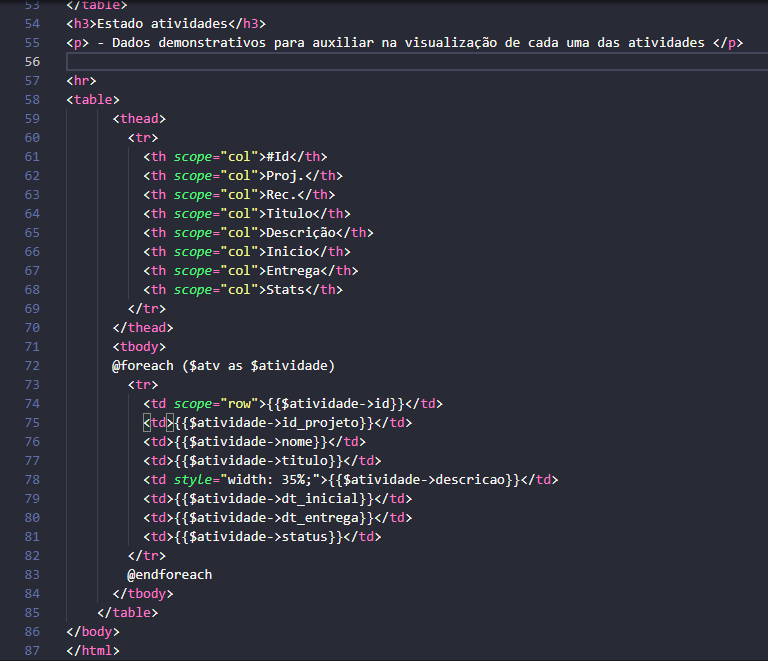 53 </table>
54 <h3>Estado atividades</h3>
55 <p> - Dados demonstrativos para auxiliar na visualização de cada uma das atividades </p>
56
57 <hr>
58 <table>
59 <thead>
60 <tr>
61 <th scope="col">#Id</th>
62 <th scope="col">Proj.</th>
63 <th scope="col">Rec.</th>
64 <th scope="col">Titulo</th>
65 <th scope="col">Descrição</th>
66 <th scope="col">Inicio</th>
67 <th scope="col">Entrega</th>
68 <th scope="col">Stats</th>
69 </tr>
70 </thead>
71 <tbody>
72 @foreach ($atv as $atividade)
73 <tr>
74 <td scope="row">{{$atividade->id}}</td>
75 <td>{{$atividade->id_projeto}}</td>
76 <td>{{$atividade->nome}}</td>
77 <td>{{$atividade->titulo}}</td>
78 <td style="width: 35%;">{{$atividade->descricao}}</td>
79 <td>{{$atividade->dt_inicial}}</td>
80 <td>{{$atividade->dt_entrega}}</td>
81 <td>{{$atividade->status}}</td>
82 </tr>
83 @endforeach
84 </tbody>
85 </table>
86 </body>
87 </html>